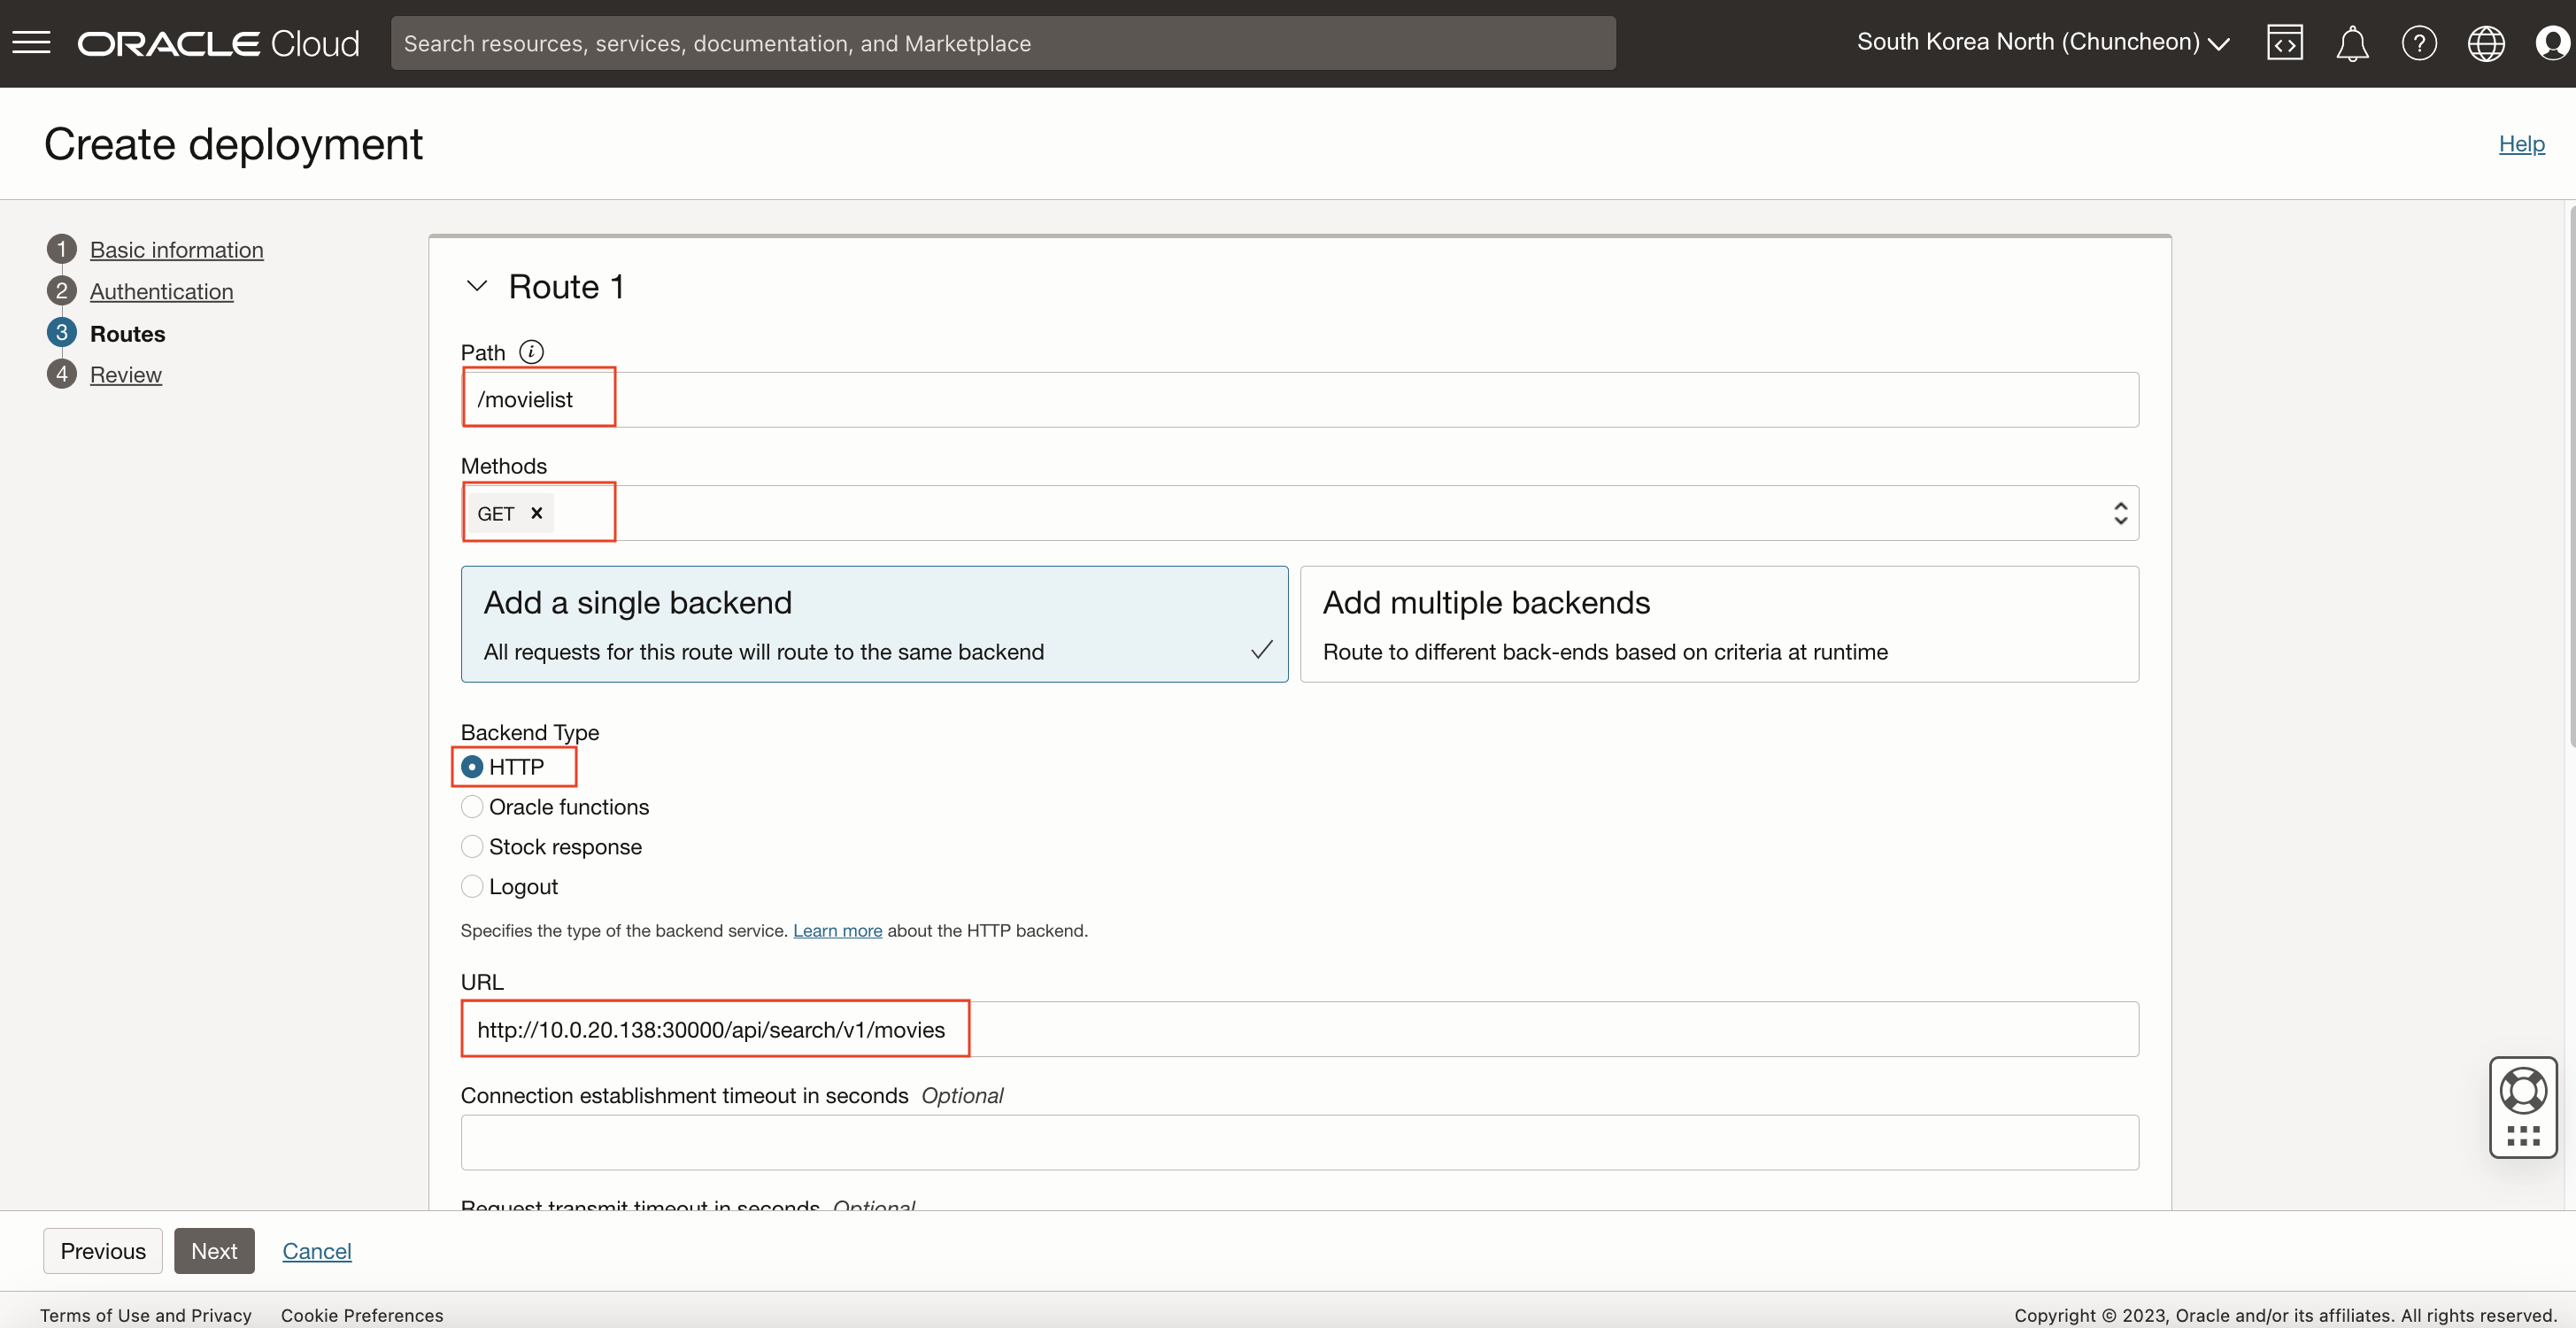 ORACLE Cloud
Search resources, services, documentation, and Marketplace
South Korea North (Chuncheon)
Create deployment
Help
1 Basic information
2 Authentication
3 Routes
4 Review
Route 1
Path
/movielist
Methods
GET
Add a single backend
All requests for this route will route to the same backend
Add multiple backends
Route to different back-ends based on criteria at runtime
Backend Type
HTTP
Oracle functions
Stock response
Logout
Specifies the type of the backend service. Learn more about the HTTP backend.
URL
http://10.0.20.138:30000/api/search/v1/movies
Connection establishment timeout in seconds Optional
Request transmit timeout in seconds Optional
Previous
Next
Cancel
Terms of Use and Privacy
Cookie Preferences
Copyright © 2023, Oracle and/or its affiliates. All rights reserved.